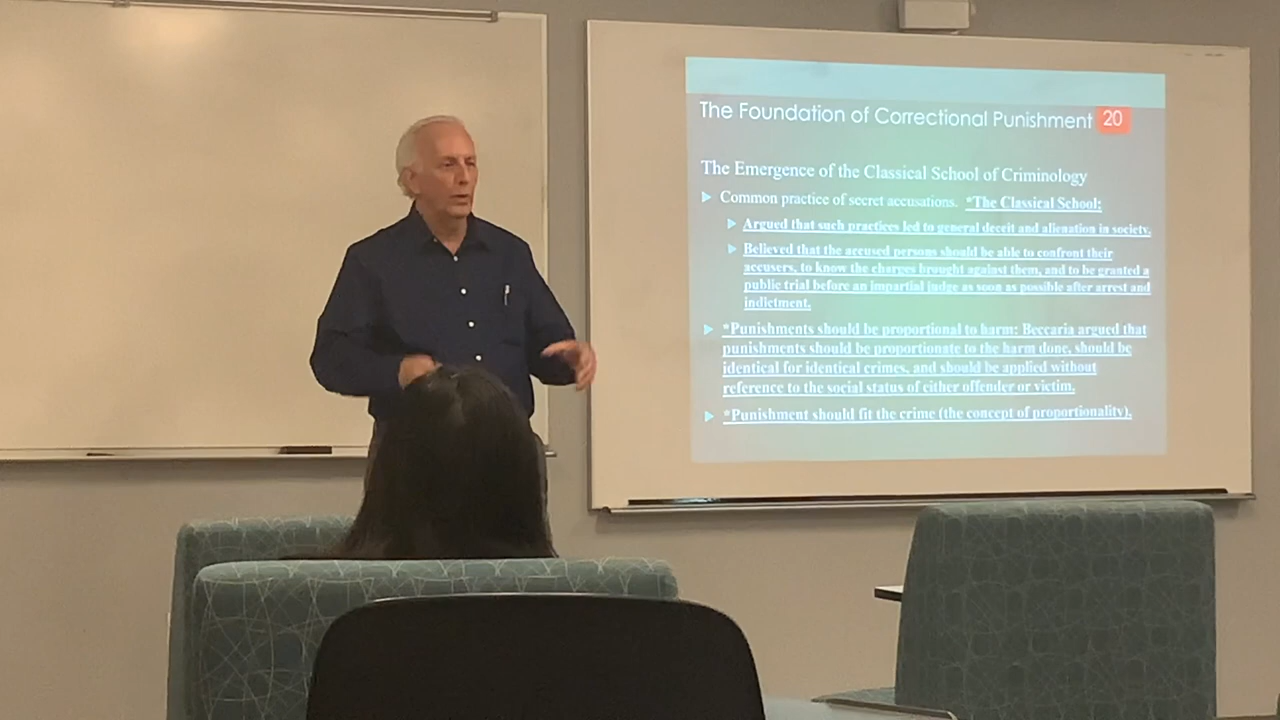 The Foundation of Correctional Punishment 20
The Emergence of the Classical School of Criminology
Common practice of secret accusations. *The Classical School:
Argued that such practices led to general deceit and alienation in society.
Believed that the accused persons should be able to confront their
accusers, to know the charges brought against them, and to be granted a
public trial before an impartial judge as soon as possible after arrest and
indictment.
*Punishments should be proportional to harm: Beccaria argued that
punishments should be proportionate to the harm done, should be
identical for identical crimes, and should be applied without
reference to the social status of either offender or victim.
*Punishment should fit the crime (the concept of proportionality).